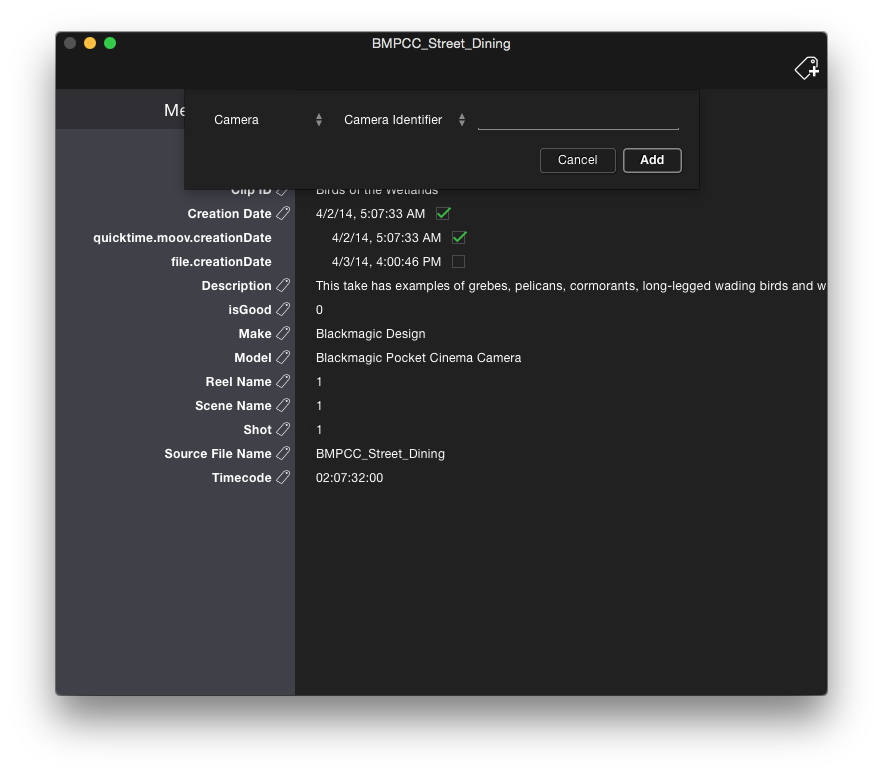 BMPCC_Street_Dining
Camera Camera Identifier
Cancel Add
Clip ID Birds of the Wetlands
Creation Date 4/2/14, 5:07:33 AM
quicktime.moov.creationDate 4/2/14, 5:07:33 AM
file.creationDate 4/3/14, 4:00:46 PM
Description This take has examples of grebes, pelicans, cormorants, long-legged wading birds and w
isGood 0
Make Blackmagic Design
Model Blackmagic Pocket Cinema Camera
Reel Name 1
Scene Name 1
Shot 1
Source File Name BMPCC_Street_Dining
Timecode 02:07:32:00